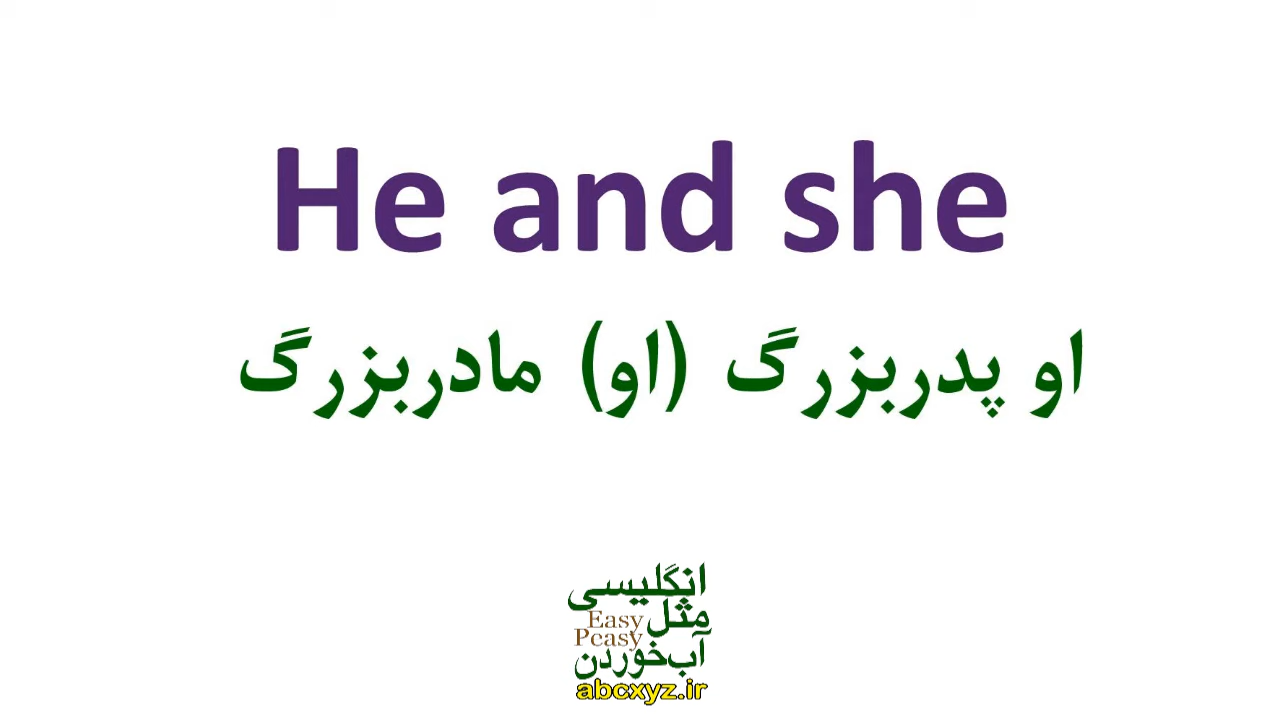 He and she
او پدربزرگ (او) مادربزرگ
انگلیسی
مثل
Easy
Peasy
آب‌خوردن
abcxyz.ir